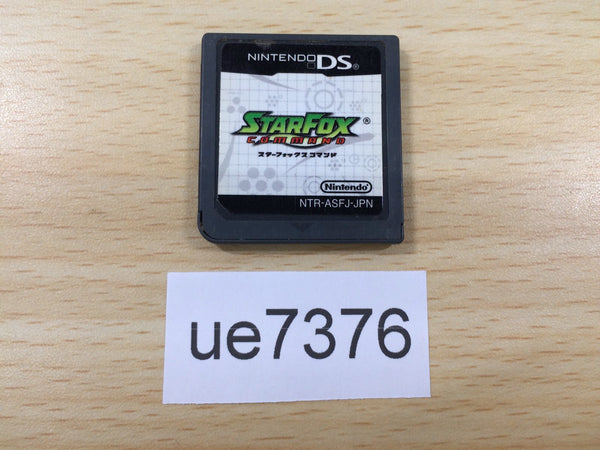 NINTENDO DS®
STARFOX®
COMMAND
スターフォックス コマンド
Nintendo
NTR-ASFJ-JPN
ue7376